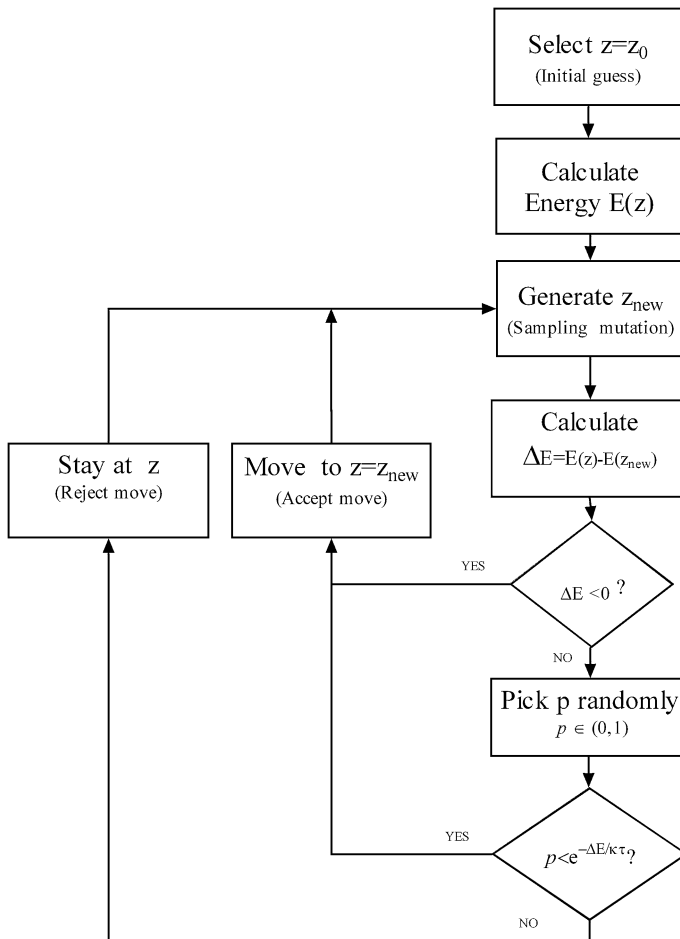 Select z=z₀
(Initial guess)
Calculate
Energy E(z)
Generate zₙₑw
(Sampling mutation)
Calculate
ΔE=E(z)-E(zₙₑw)
Stay at z
(Reject move)
Move to z=zₙₑw
(Accept move)
YES
ΔE <0 ?
NO
Pick p randomly
p ∈ (0,1)
YES
p<e^−ΔE/κτ?
NO